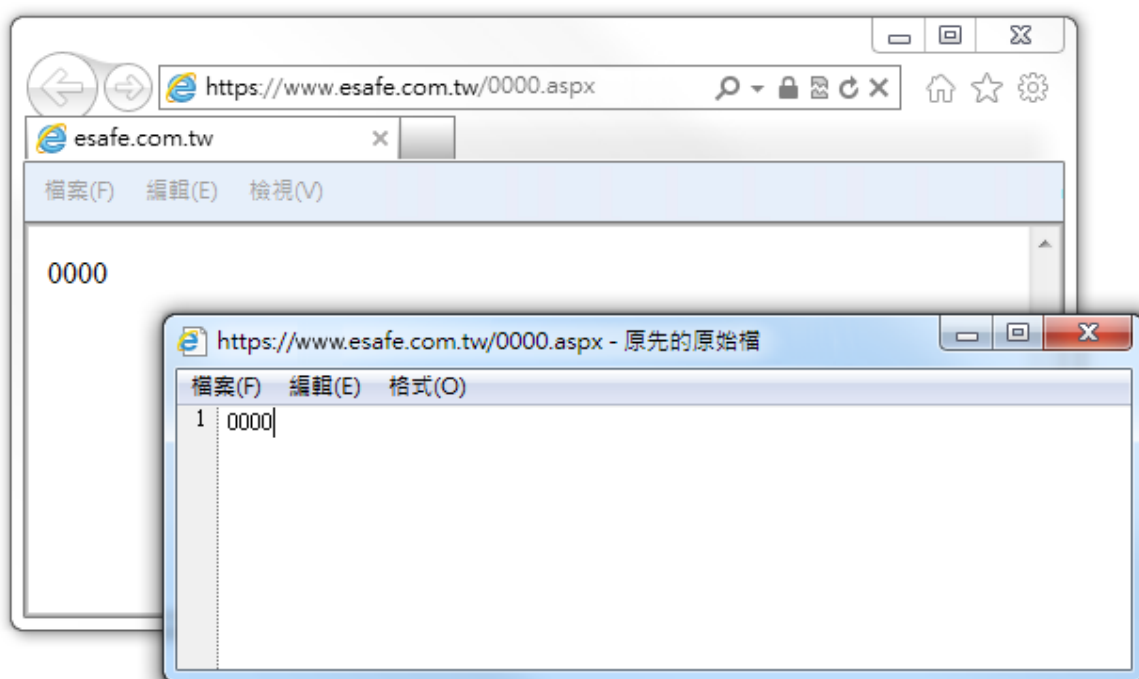 https://www.esafe.com.tw/0000.aspx
esafe.com.tw
檔案(F) 編輯(E) 檢視(V)
0000
https://www.esafe.com.tw/0000.aspx - 原先的原始檔
檔案(F) 編輯(E) 格式(O)
1 0000